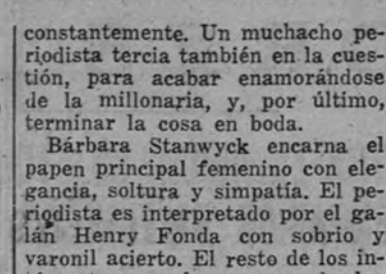 constantemente. Un muchacho pe-
riodista tercia también en la cues-
tión, para acabar enamorándose
de la millonaria, y, por último,
terminar la cosa en boda.
Bárbara Stanwyck encarna el
papen principal femenino con ele-
gancia, soltura y simpatía. El pe-
riodista es interpretado por el ga-
lán Henry Fonda con sobrio y
varonil acierto. El resto de los in-